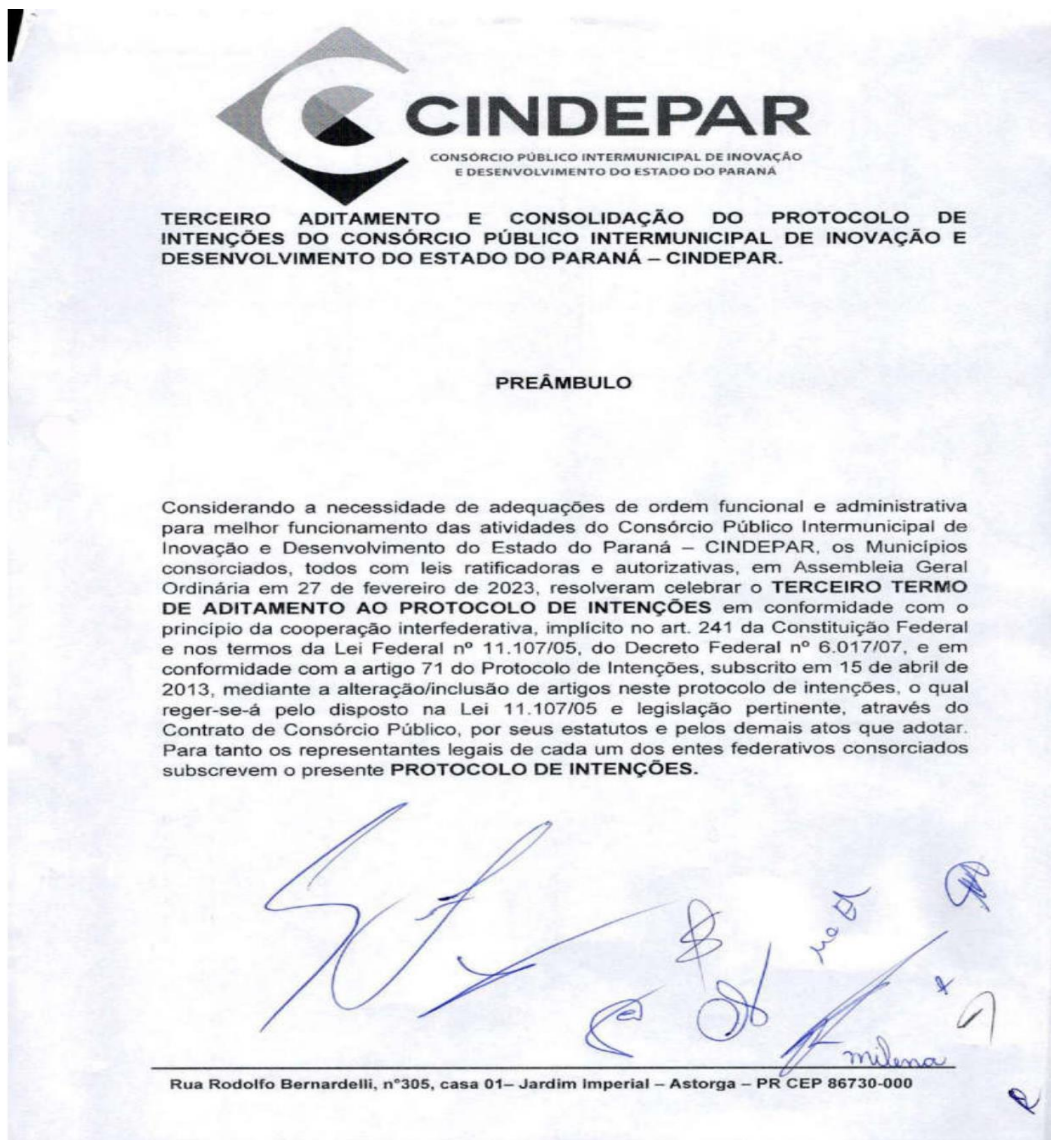 CINDEPAR
CONSÓRCIO PÚBLICO INTERMUNICIPAL DE INOVAÇÃO
E DESENVOLVIMENTO DO ESTADO DO PARANÁ
TERCEIRO ADITAMENTO E CONSOLIDAÇÃO DO PROTOCOLO DE
INTENÇÕES DO CONSÓRCIO PÚBLICO INTERMUNICIPAL DE INOVAÇÃO E
DESENVOLVIMENTO DO ESTADO DO PARANÁ – CINDEPAR.
PREÂMBULO
Considerando a necessidade de adequações de ordem funcional e administrativa
para melhor funcionamento das atividades do Consórcio Público Intermunicipal de
Inovação e Desenvolvimento do Estado do Paraná – CINDEPAR, os Municípios
consorciados, todos com leis ratificadoras e autorizativas, em Assembleia Geral
Ordinária em 27 de fevereiro de 2023, resolveram celebrar o TERCEIRO TERMO
DE ADITAMENTO AO PROTOCOLO DE INTENÇÕES em conformidade com o
princípio da cooperação interfederativa, implícito no art. 241 da Constituição Federal
e nos termos da Lei Federal nº 11.107/05, do Decreto Federal nº 6.017/07, e em
conformidade com a artigo 71 do Protocolo de Intenções, subscrito em 15 de abril de
2013, mediante a alteração/inclusão de artigos neste protocolo de intenções, o qual
reger-se-á pelo disposto na Lei 11.107/05 e legislação pertinente, através do
Contrato de Consórcio Público, por seus estatutos e pelos demais atos que adotar.
Para tanto os representantes legais de cada um dos entes federativos consorciados
subscrevem o presente PROTOCOLO DE INTENÇÕES.
milena
Rua Rodolfo Bernardelli, n°305, casa 01– Jardim Imperial – Astorga – PR CEP 86730-000